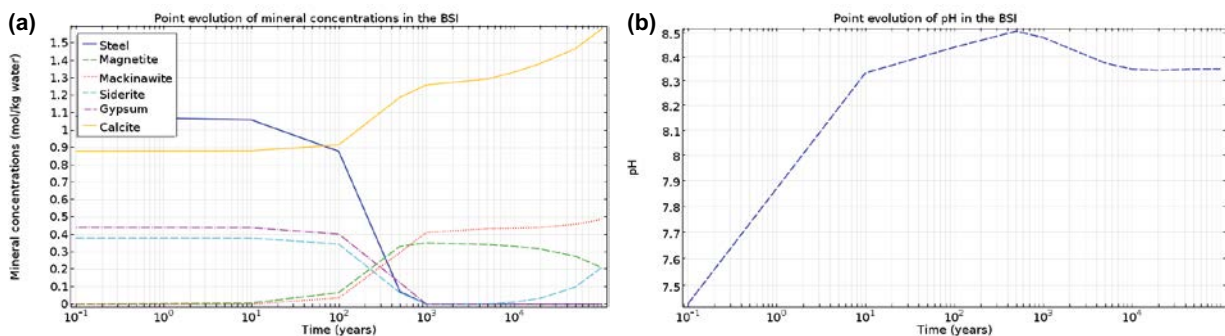 (a)
Point evolution of mineral concentrations in the BSI
Mineral concentrations (mol/kg water)
1.5
1.4
1.3
1.2
1.1
1
0.9
0.8
0.7
0.6
0.5
0.4
0.3
0.2
0.1
0
Steel
Magnetite
Mackinawite
Siderite
Gypsum
Calcite
10⁻¹ 10⁰ 10¹ 10² 10³ 10⁴
Time (years)
(b)
Point evolution of pH in the BSI
pH
8.5
8.4
8.3
8.2
8.1
8
7.9
7.8
7.7
7.6
7.5
10⁻¹ 10⁰ 10¹ 10² 10³ 10⁴
Time (years)